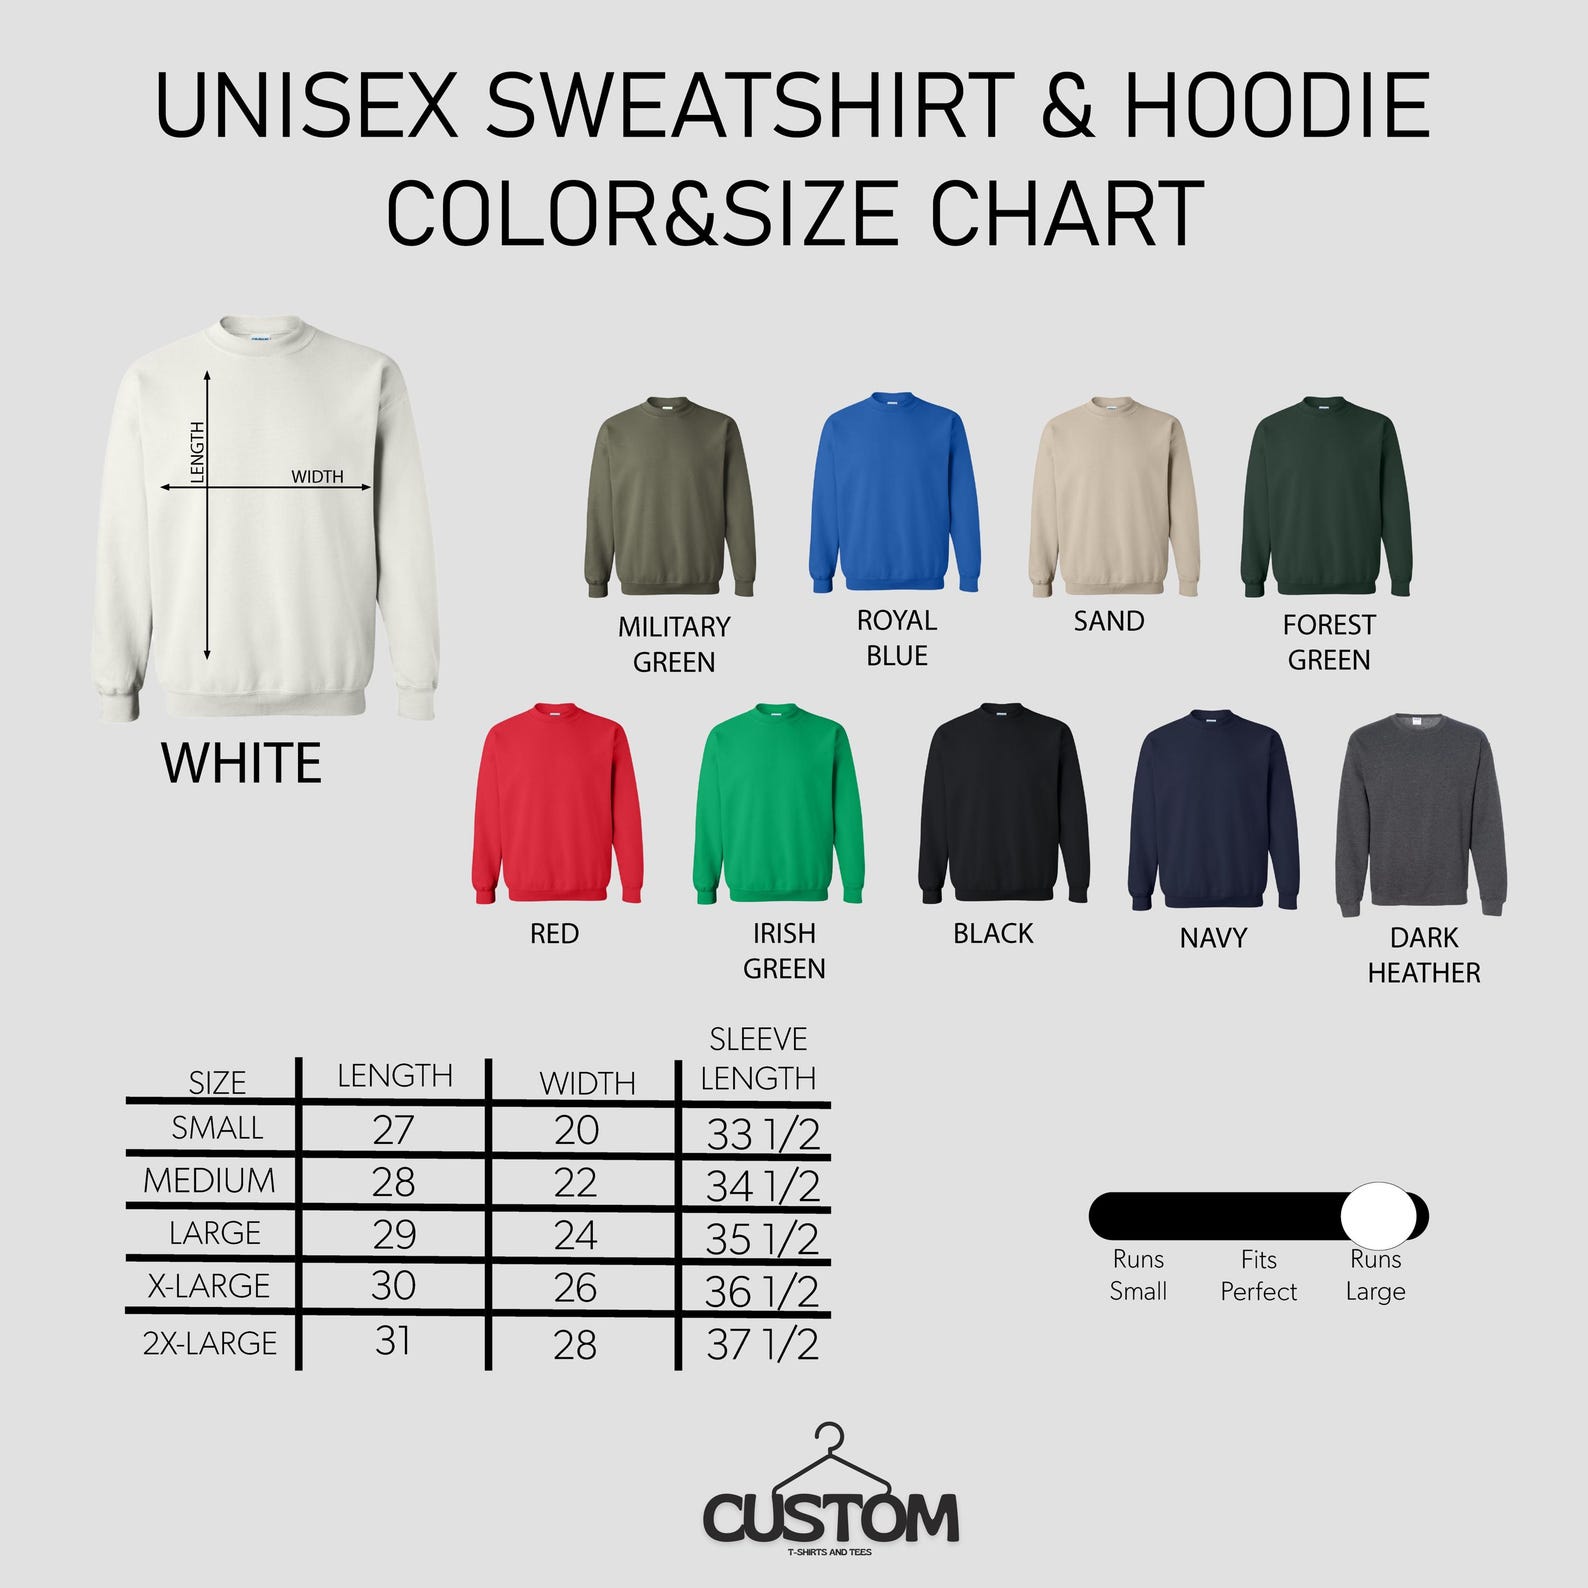 UNISEX SWEATSHIRT & HOODIE
COLOR&SIZE CHART
LENGTH
WIDTH
WHITE
MILITARY
GREEN
ROYAL
BLUE
SAND
FOREST
GREEN
RED
IRISH
GREEN
BLACK
NAVY
DARK
HEATHER
SIZE LENGTH WIDTH SLEEVE LENGTH
SMALL 27 20 33 1/2
MEDIUM 28 22 34 1/2
LARGE 29 24 35 1/2
X-LARGE 30 26 36 1/2
2X-LARGE 31 28 37 1/2
Runs
Small
Fits
Perfect
Runs
Large
CUSTOM
T-SHIRTS AND TEES